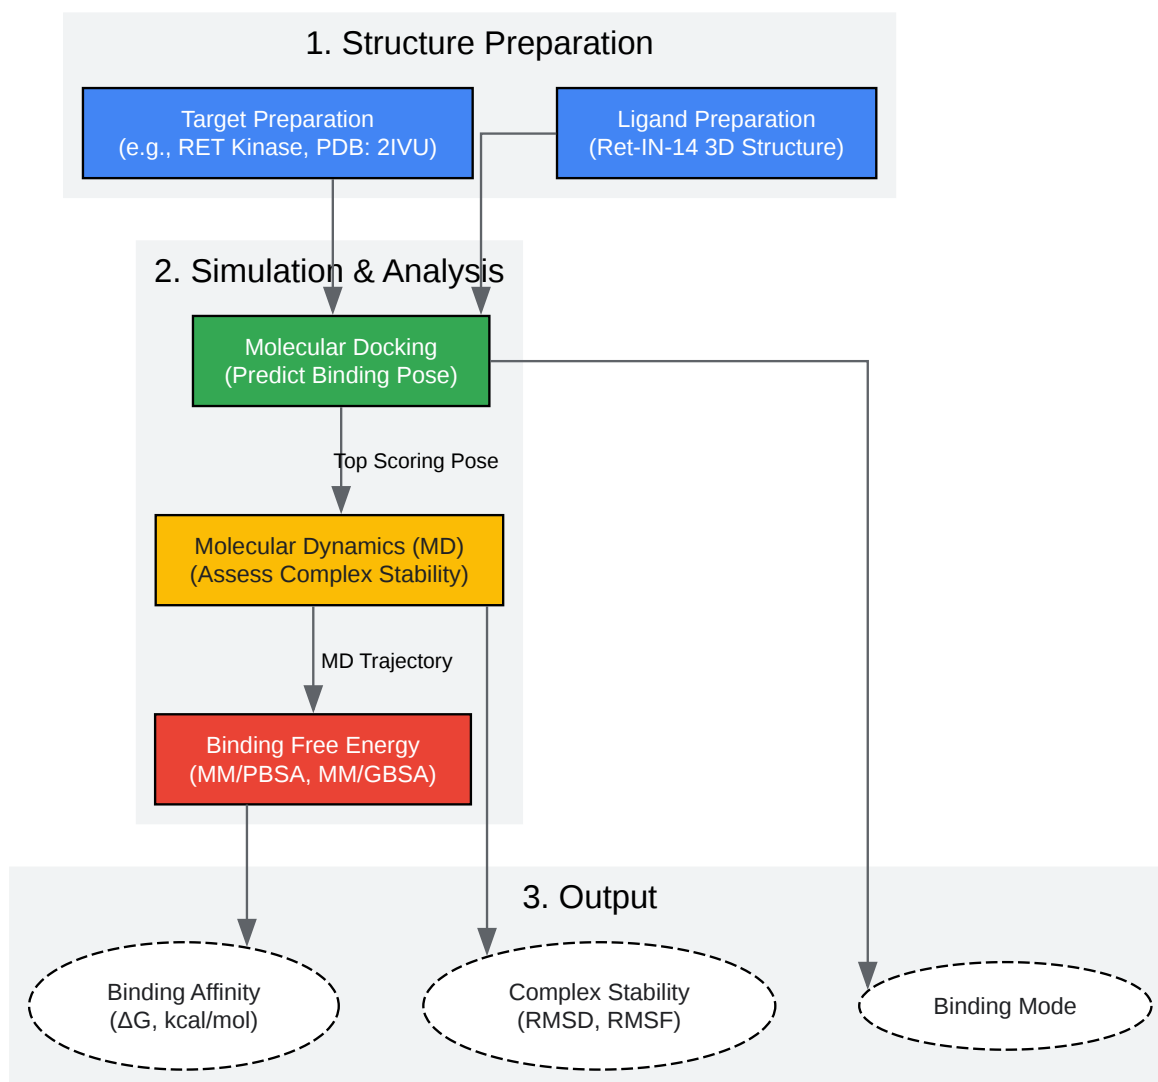 1. Structure Preparation
Target Preparation
(e.g., RET Kinase, PDB: 2IVU)
Ligand Preparation
(Ret-IN-14 3D Structure)
2. Simulation & Analysis
Molecular Docking
(Predict Binding Pose)
Top Scoring Pose
Molecular Dynamics (MD)
(Assess Complex Stability)
MD Trajectory
Binding Free Energy
(MM/PBSA, MM/GBSA)
3. Output
Binding Affinity
(ΔG, kcal/mol)
Complex Stability
(RMSD, RMSF)
Binding Mode